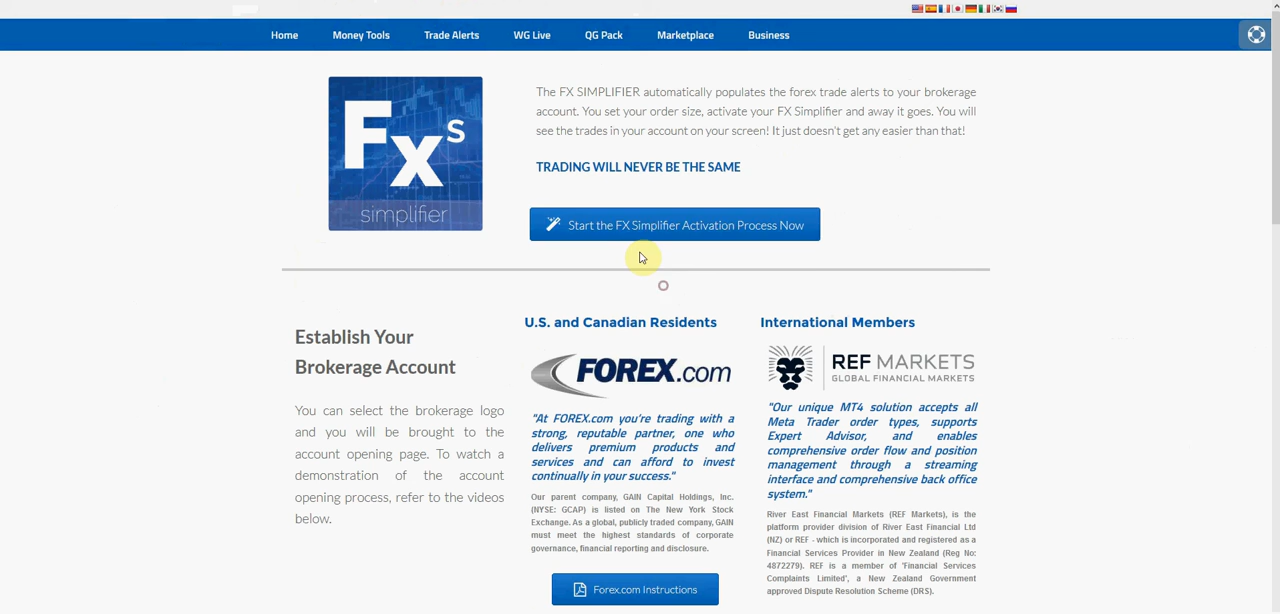 Home Money Tools Trade Alerts WG Live QG Pack Marketplace Business
Fxs
simplifier
The FX SIMPLIFIER automatically populates the forex trade alerts to your brokerage
account. You set your order size, activate your FX Simplifier and away it goes. You will
see the trades in your account on your screen! It just doesn't get any easier than that!
TRADING WILL NEVER BE THE SAME
Start the FX Simplifier Activation Process Now
Establish Your
Brokerage Account
You can select the brokerage logo
and you will be brought to the
account opening page. To watch a
demonstration of the account
opening process, refer to the videos
below.
U.S. and Canadian Residents
FOREX.com
"At FOREX.com you're trading with a
strong, reputable partner, one who
delivers premium products and
services and can afford to invest
continually in your success."
Our parent company, GAIN Capital Holdings, Inc.
(NYSE: GCAP) is listed on The New York Stock
Exchange. As a global, publicly traded company, GAIN
must meet the highest standards of corporate
governance, financial reporting and disclosure.
Forex.com Instructions
International Members
REF MARKETS
GLOBAL FINANCIAL MARKETS
"Our unique MT4 solution accepts all
Meta Trader order types, supports
Expert Advisor, and enables
comprehensive order flow and position
management through a streaming
interface and comprehensive back office
system."
River East Financial Markets (REF Markets), is the
platform provider division of River East Financial Ltd
(NZ) or REF - which is incorporated and registered as a
Financial Services Provider in New Zealand (Reg No:
4872279). REF is a member of 'Financial Services
Complaints Limited', a New Zealand Government
approved Dispute Resolution Scheme (DRS).